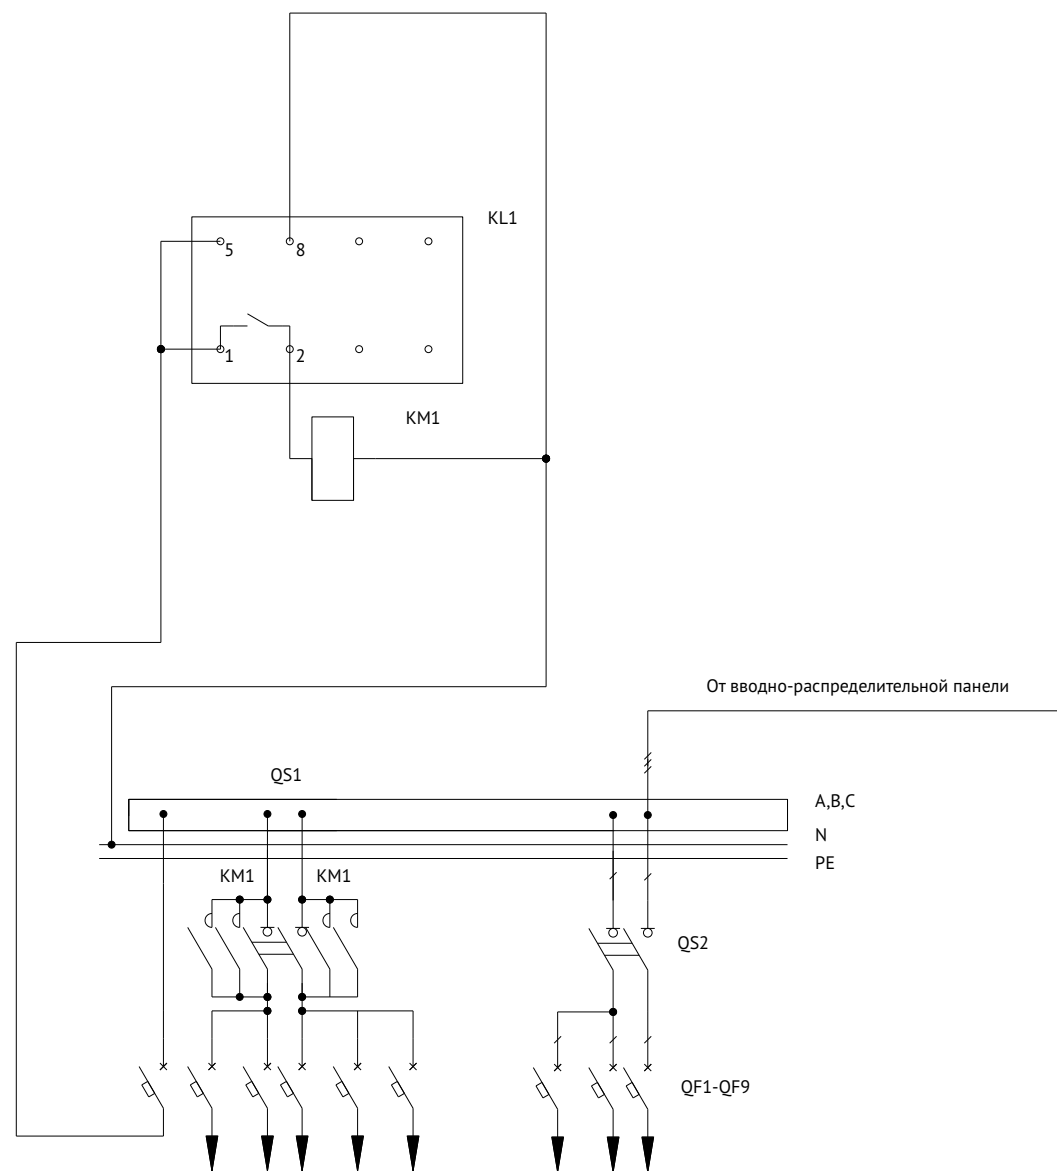 KL1
5
8
1
2
KM1
От вводно-распределительной панели
QS1
A,B,C
N
PE
KM1
KM1
QS2
QF1-QF9